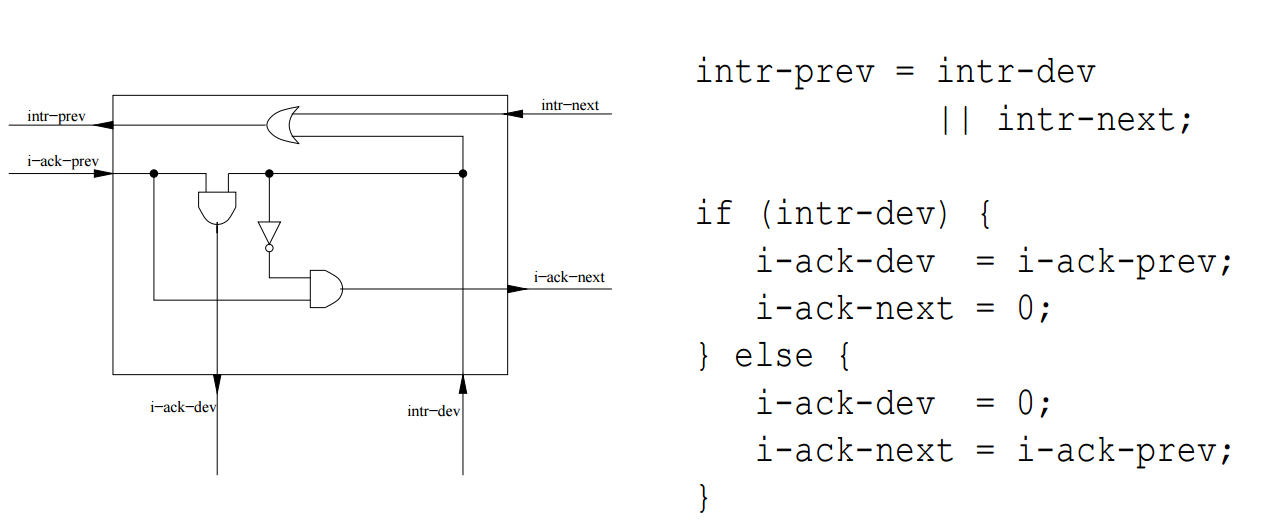 intr−prev
i−ack−prev
intr−next
i−ack−next
i−ack−dev
intr−dev
intr-prev = intr-dev
|| intr-next;
if (intr-dev) {
i-ack-dev = i-ack-prev;
i-ack-next = 0;
} else {
i-ack-dev = 0;
i-ack-next = i-ack-prev;
}